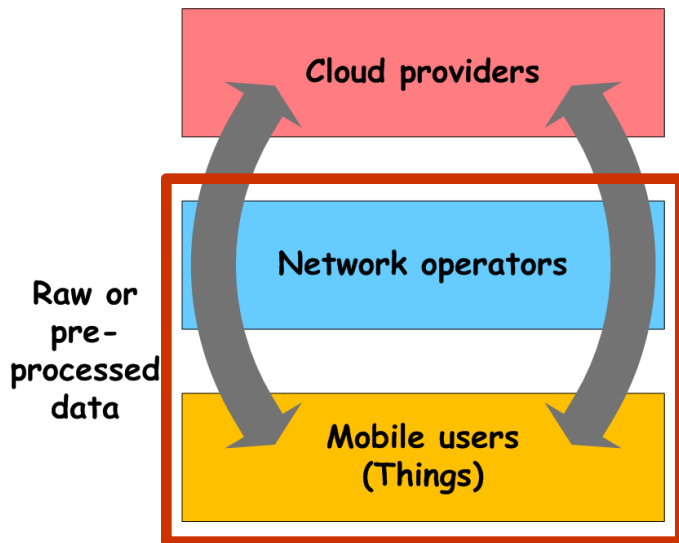 Cloud providers
Network operators
Raw or
pre-
processed
data
Mobile users
(Things)